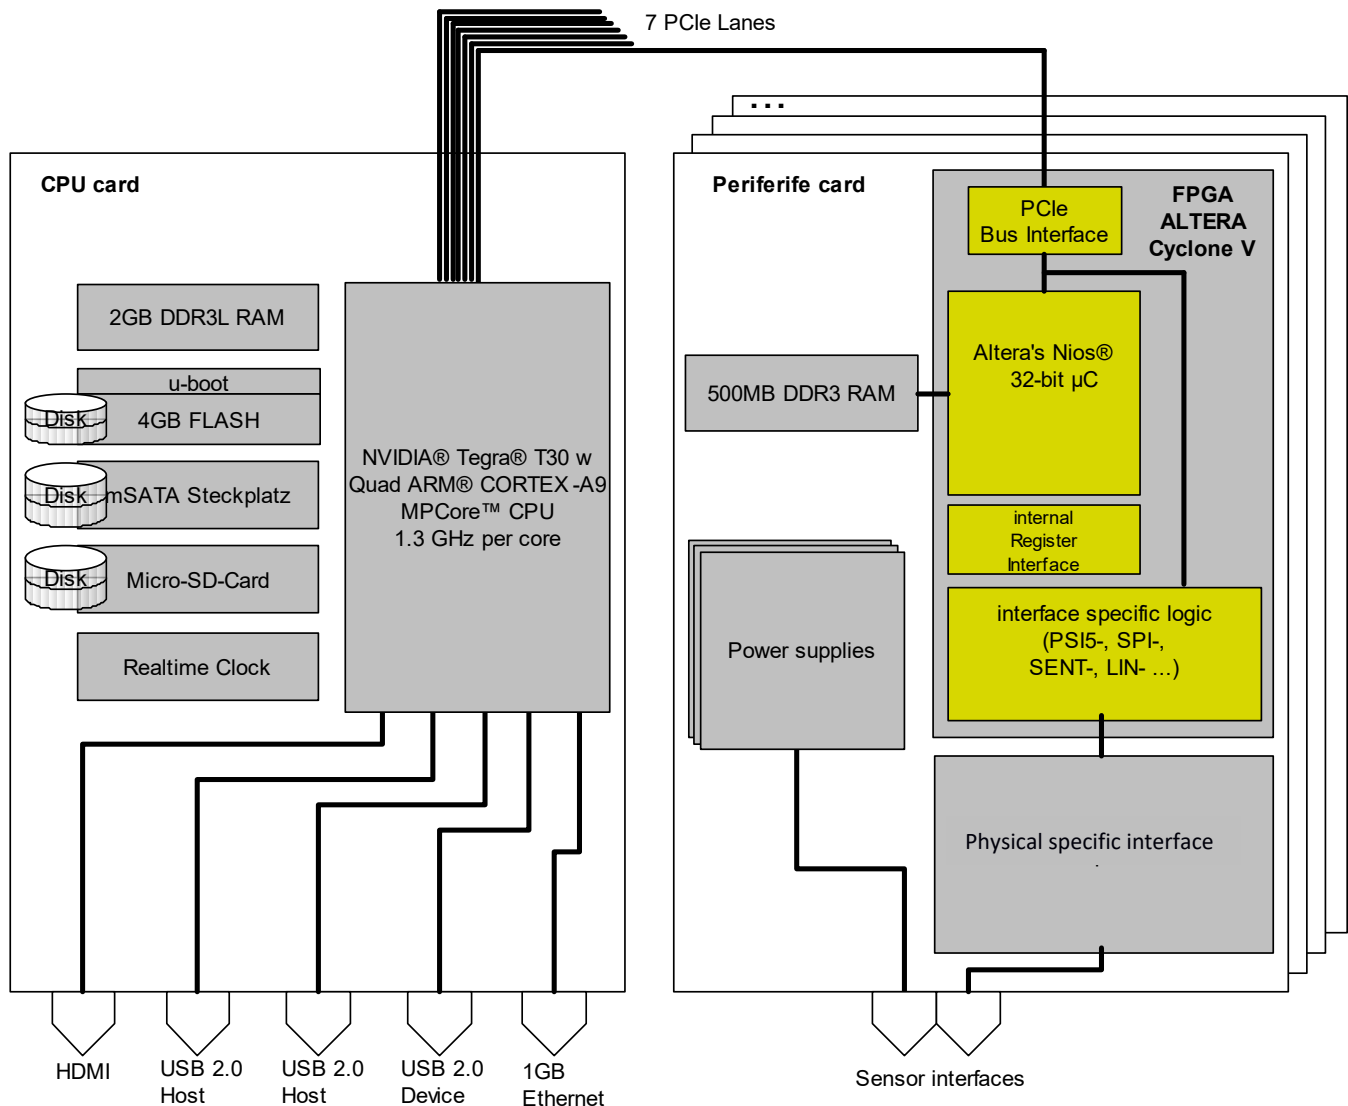 7 PCIe Lanes
...
CPU card
2GB DDR3L RAM
u-boot
Disk
4GB FLASH
Disk
mSATA Steckplatz
Disk
Micro-SD-Card
Realtime Clock
NVIDIA® Tegra® T30 w
Quad ARM® CORTEX-A9
MPCore™ CPU
1.3 GHz per core
HDMI
USB 2.0
Host
USB 2.0
Host
USB 2.0
Device
1GB
Ethernet
Periferife card
FPGA
ALTERA
Cyclone V
PCIe
Bus Interface
Altera's Nios®
32-bit µC
500MB DDR3 RAM
internal
Register
Interface
interface specific logic
(PSI5-, SPI-,
SENT-, LIN- ...)
Power supplies
Physical specific interface
.
Sensor interfaces